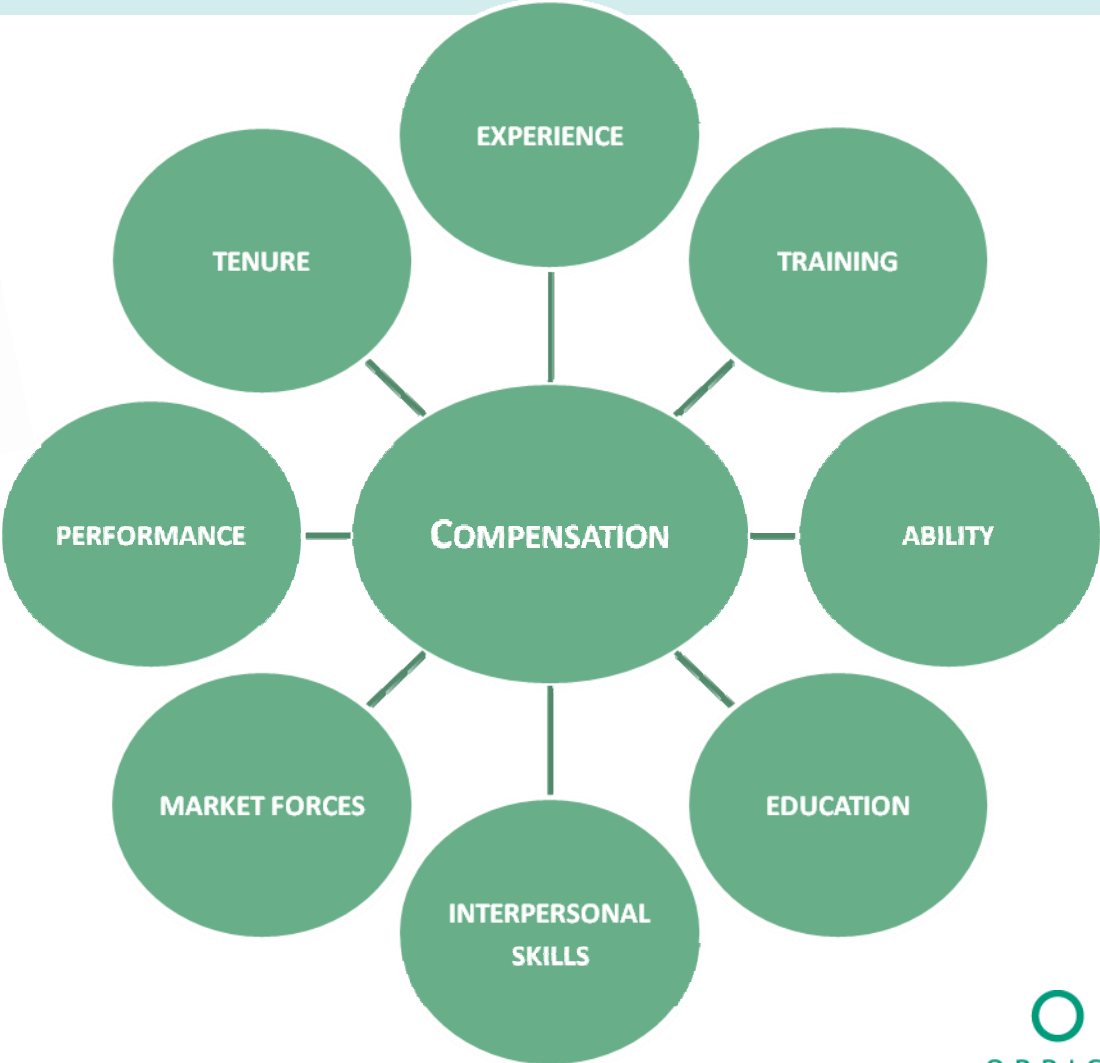 EXPERIENCE
TENURE
TRAINING
PERFORMANCE
COMPENSATION
ABILITY
MARKET FORCES
EDUCATION
INTERPERSONAL
SKILLS